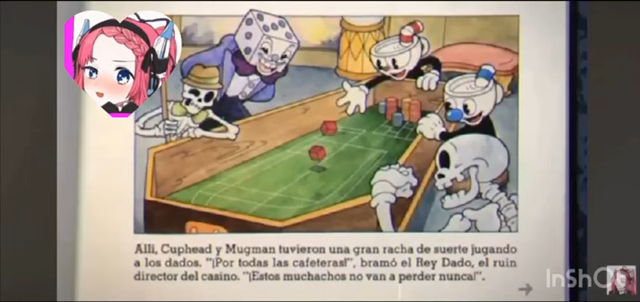 Allí, Cuphead y Mugman tuvieron una gran racha de suerte jugando
a los dados. "¡Por todas las cafeteras!", bramó el Rey Dado, el ruin
director del casino. "¡Estos muchachos no van a perder nunca!".
InSh